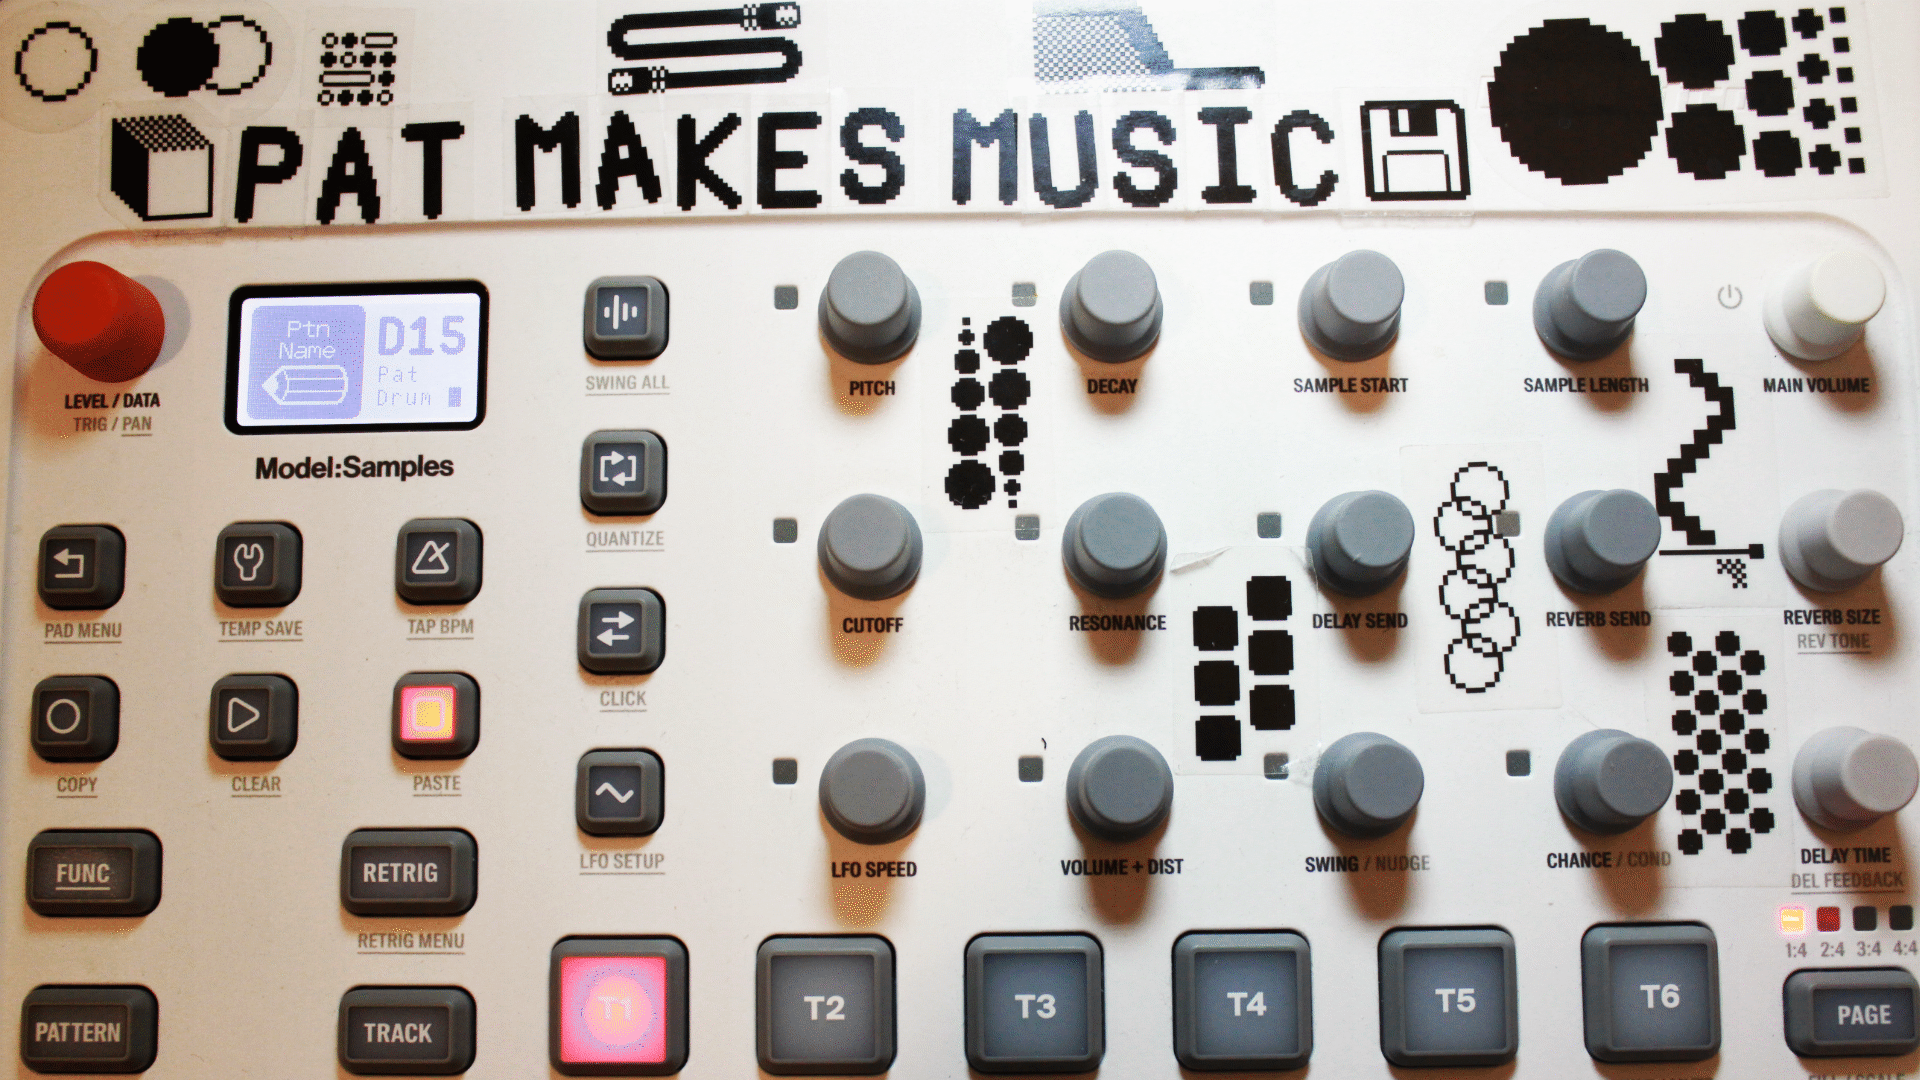 PAT MAKES MUSIC
Ptn
Name
D15
Pat
Drum
LEVEL / DATA
TRIG / PAN
Model:Samples
SWING ALL
PITCH
DECAY
SAMPLE START
SAMPLE LENGTH
MAIN VOLUME
QUANTIZE
PAD MENU
TEMP SAVE
TAP BPM
CUTOFF
RESONANCE
DELAY SEND
REVERB SEND
REVERB SIZE
REV TONE
CLICK
COPY
CLEAR
PASTE
LFO SETUP
LFO SPEED
VOLUME + DIST
SWING / NUDGE
CHANCE / COND
DELAY TIME
DEL FEEDBACK
FUNC
RETRIG
RETRIG MENU
1:4 2:4 3:4 4:4
PATTERN
TRACK
T1
T2
T3
T4
T5
T6
PAGE